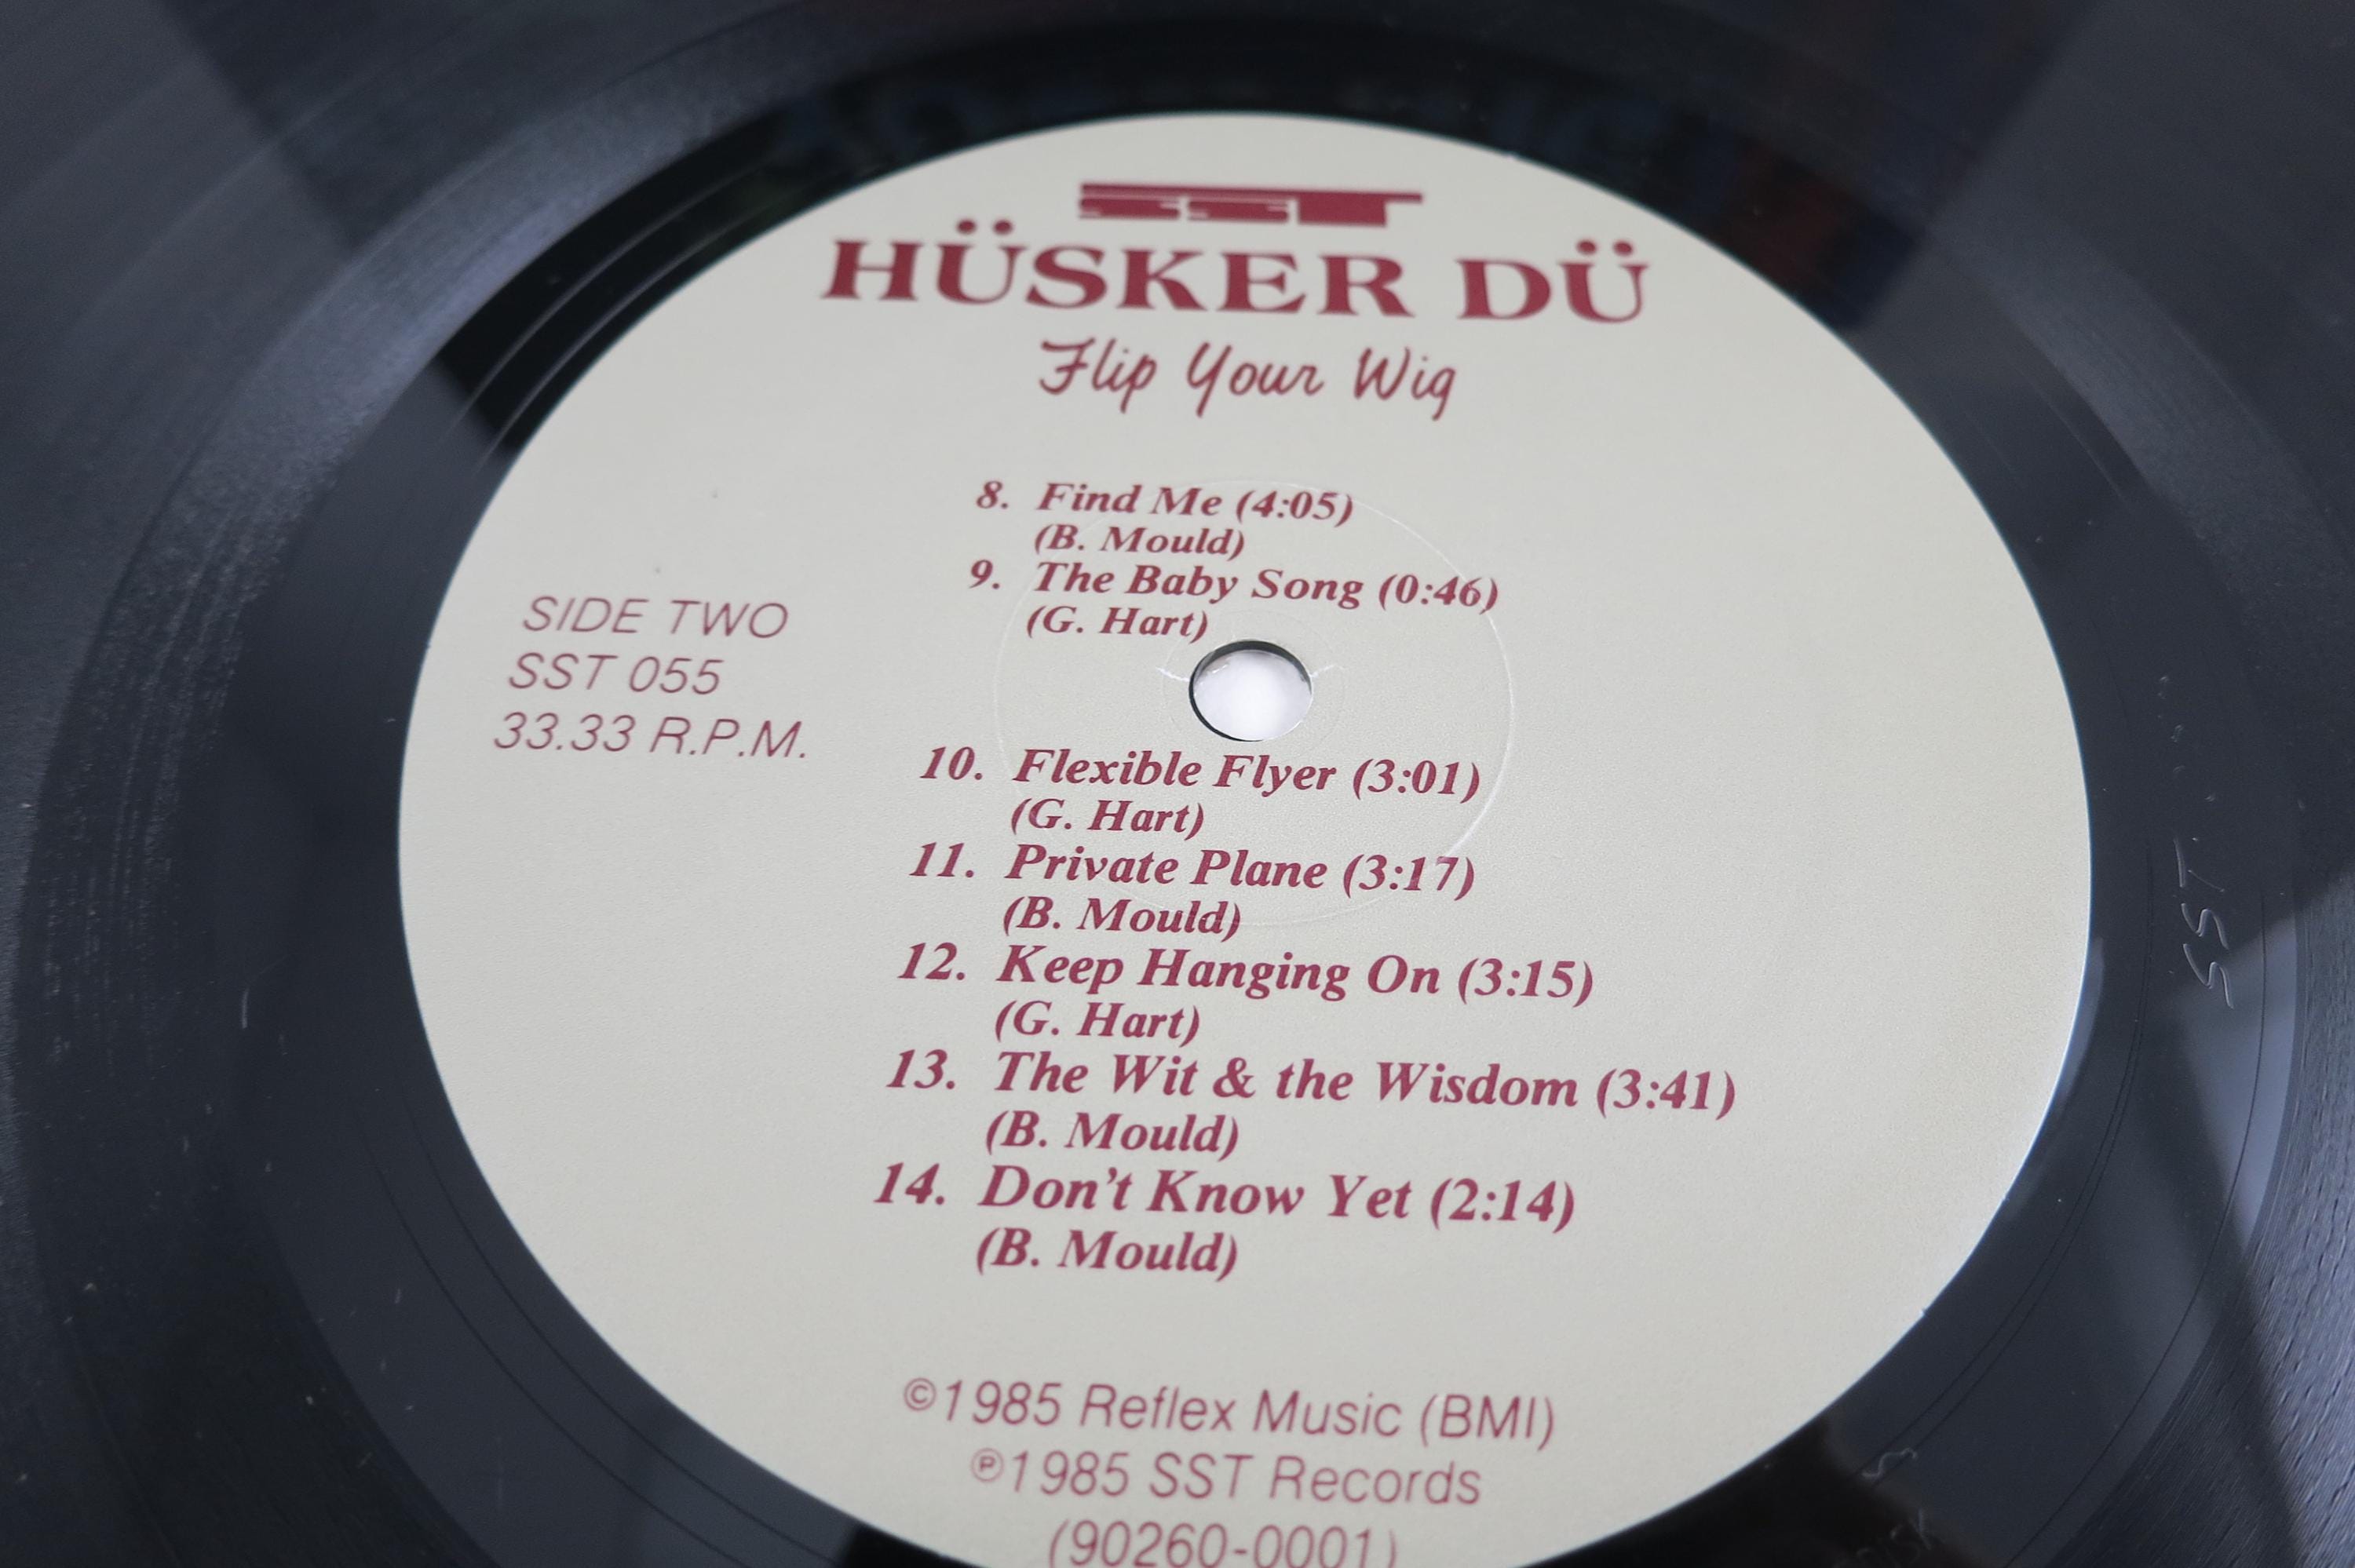 SST
HÜSKER DÜ
Flip Your Wig
8. Find Me (4:05)
(B. Mould)
9. The Baby Song (0:46)
(G. Hart)
SIDE TWO
SST 055
33.33 R.P.M.
10. Flexible Flyer (3:01)
(G. Hart)
11. Private Plane (3:17)
(B. Mould)
12. Keep Hanging On (3:15)
(G. Hart)
13. The Wit & the Wisdom (3:41)
(B. Mould)
14. Don't Know Yet (2:14)
(B. Mould)
©1985 Reflex Music (BMI)
℗1985 SST Records
(90260-0001)
SST